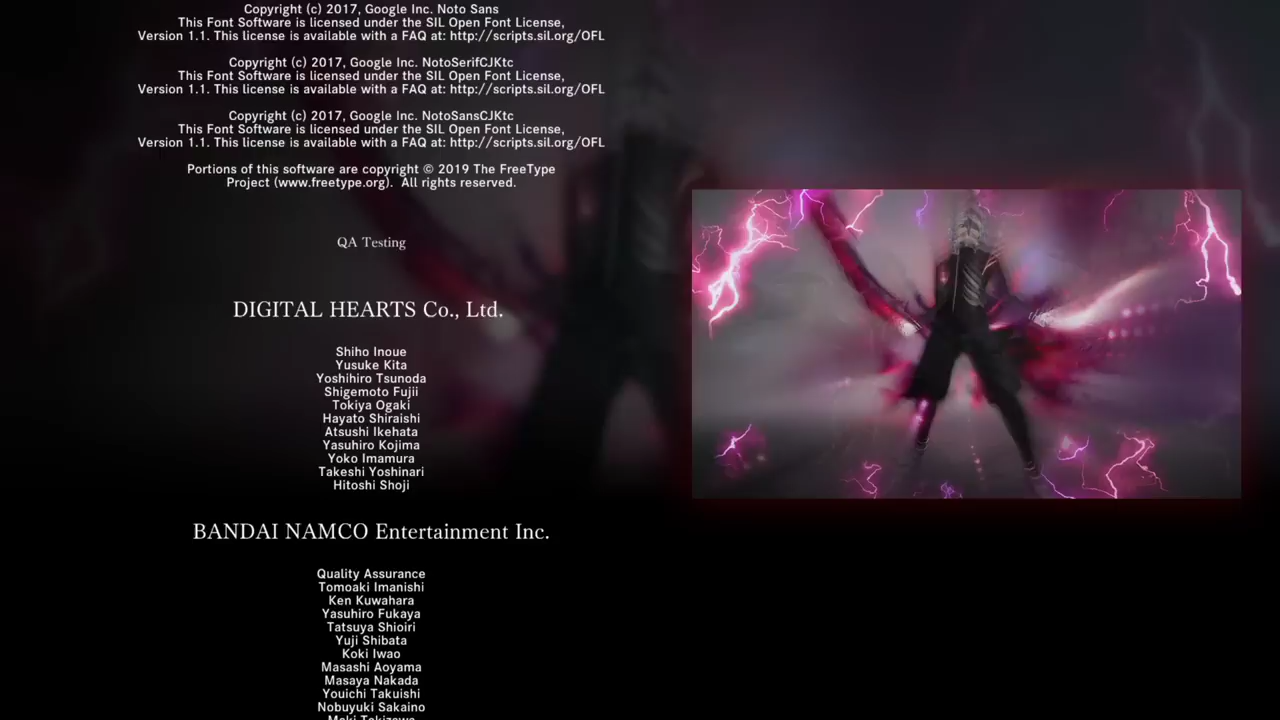 Copyright (c) 2017, Google Inc. Noto Sans
This Font Software is licensed under the SIL Open Font License,
Version 1.1. This license is available with a FAQ at: http://scripts.sil.org/OFL
Copyright (c) 2017, Google Inc. NotoSerifCJKtc
This Font Software is licensed under the SIL Open Font License,
Version 1.1. This license is available with a FAQ at: http://scripts.sil.org/OFL
Copyright (c) 2017, Google Inc. NotoSansCJKtc
This Font Software is licensed under the SIL Open Font License,
Version 1.1. This license is available with a FAQ at: http://scripts.sil.org/OFL
Portions of this software are copyright © 2019 The FreeType
Project (www.freetype.org).  All rights reserved.
QA Testing
DIGITAL HEARTS Co., Ltd.
Shiho Inoue
Yusuke Kita
Yoshihiro Tsunoda
Shigemoto Fujii
Tokiya Ogaki
Hayato Shiraishi
Atsushi Ikehata
Yasuhiro Kojima
Yoko Imamura
Takeshi Yoshinari
Hitoshi Shoji
BANDAI NAMCO Entertainment Inc.
Quality Assurance
Tomoaki Imanishi
Ken Kuwahara
Yasuhiro Fukaya
Tatsuya Shioiri
Yuji Shibata
Koki Iwao
Masashi Aoyama
Masaya Nakada
Youichi Takuishi
Nobuyuki Sakaino